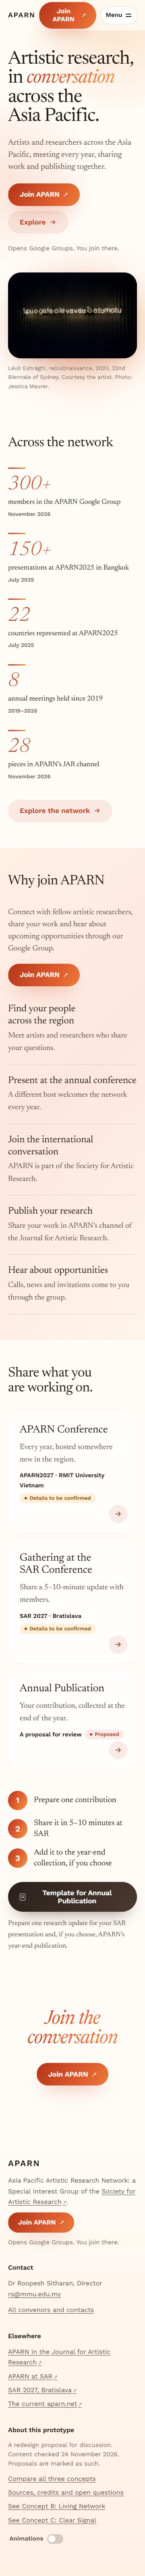 APARN
Join APARN ↗
Menu
Artistic research,
in conversation
across the
Asia Pacific.
Artists and researchers across the Asia
Pacific, meeting every year, sharing
work and publishing together.
Join APARN ↗
Explore →
Opens Google Groups. You join there.
Léuli Eshrāghi, re(cul)naissance, 2020, 22nd
Biennale of Sydney. Courtesy the artist. Photo:
Jessica Maurer.
Across the network
300+
members in the APARN Google Group
November 2026
150+
presentations at APARN2025 in Bangkok
July 2025
22
countries represented at APARN2025
July 2025
8
annual meetings held since 2019
2019–2026
28
pieces in APARN's JAR channel
November 2026
Explore the network →
Why join APARN
Connect with fellow artistic researchers,
share your work and hear about
upcoming opportunities through our
Google Group.
Join APARN ↗
Find your people
across the region
Meet artists and researchers who share
your questions.
Present at the annual conference
A different host welcomes the network
every year.
Join the international
conversation
APARN is part of the Society for Artistic
Research.
Publish your research
Share your work in APARN's channel of
the Journal for Artistic Research.
Hear about opportunities
Calls, news and invitations come to you
through the group.
Share what you
are working on.
APARN Conference
Every year, hosted somewhere
new in the region.
APARN2027 · RMIT University
Vietnam
Details to be confirmed
→
Gathering at the
SAR Conference
Share a 5–10-minute update with
members.
SAR 2027 · Bratislava
Details to be confirmed
→
Annual Publication
Your contribution, collected at the
end of the year.
A proposal for review
Proposed
→
1 Prepare one contribution
2 Share it in 5–10 minutes at
SAR
3 Add it to the year-end
collection, if you choose
Template for Annual
Publication
Prepare one research update for your SAR
presentation and, if you choose, APARN's
year-end publication.
Join the
conversation
Join APARN ↗
APARN
Asia Pacific Artistic Research Network: a
Special Interest Group of the Society for
Artistic Research ↗.
Join APARN ↗
Opens Google Groups. You join there.
Contact
Dr Roopesh Sitharan, Director
rs@mmu.edu.my
All convenors and contacts
Elsewhere
APARN in the Journal for Artistic
Research ↗
APARN at SAR ↗
SAR 2027, Bratislava ↗
The current aparn.net ↗
About this prototype
A redesign proposal for discussion.
Content checked 24 November 2026.
Proposals are marked as such.
Compare all three concepts
Sources, credits and open questions
See Concept B: Living Network
See Concept C: Clear Signal
Animations